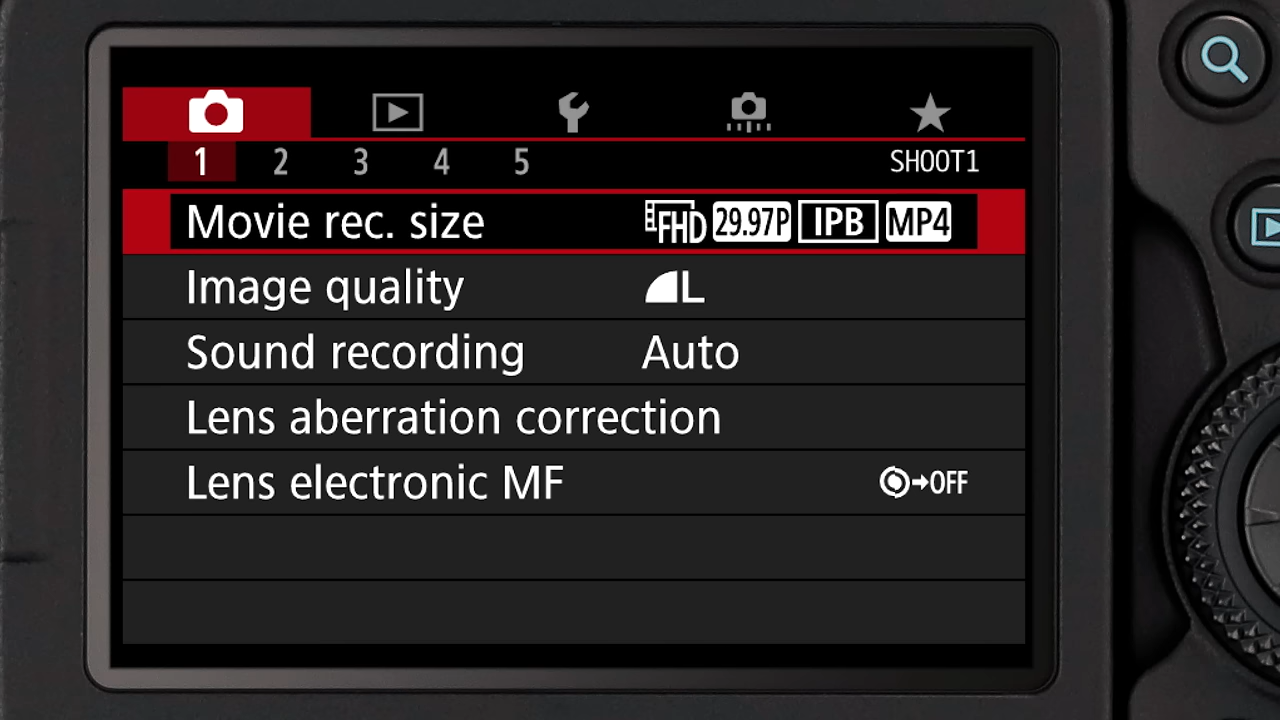 1 2 3 4 5 SHOOT1
Movie rec. size FHD 29.97P IPB MP4
Image quality L
Sound recording Auto
Lens aberration correction
Lens electronic MF OFF